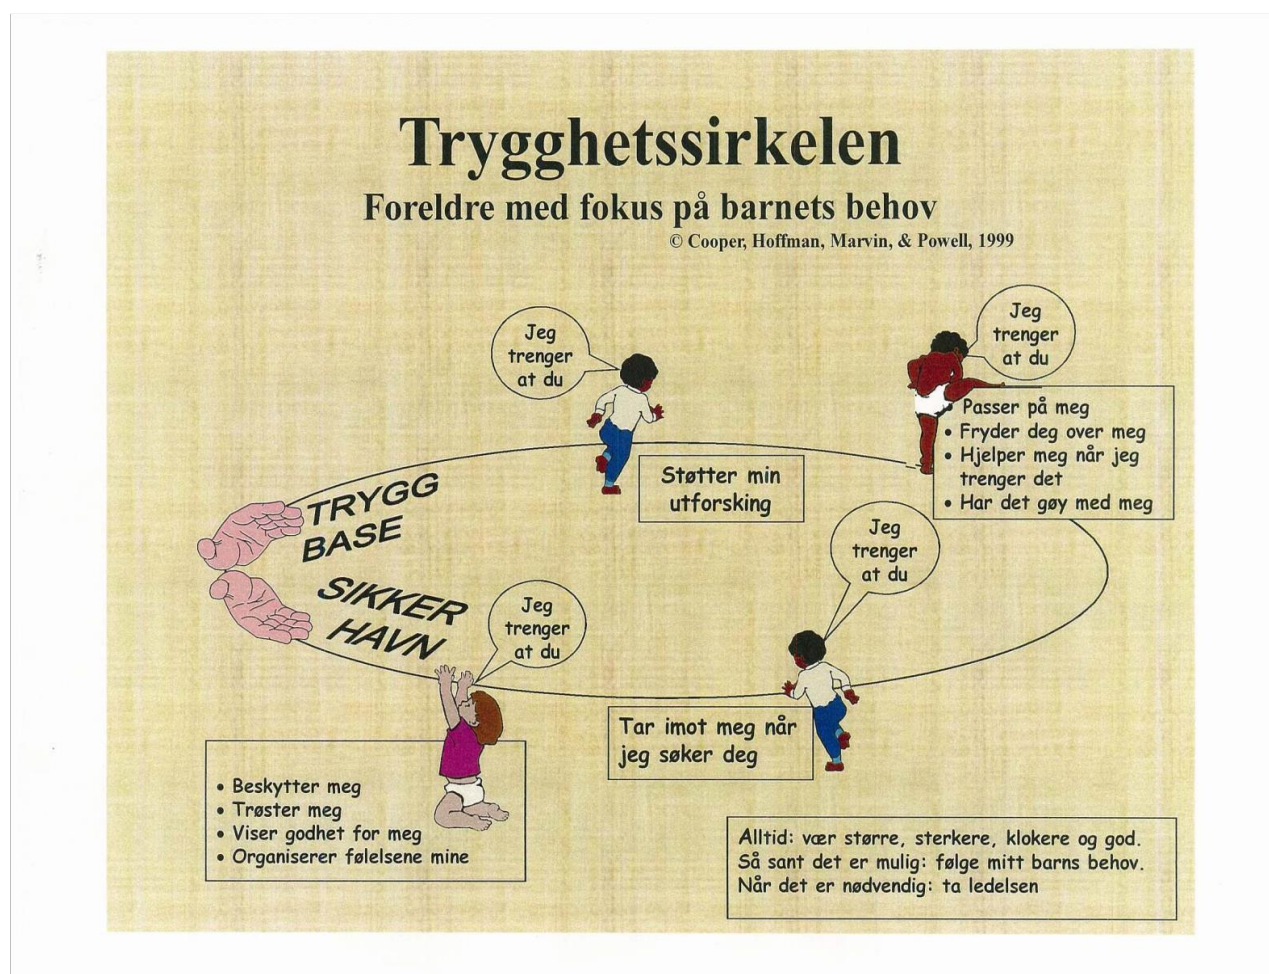 Trygghetssirkelen
Foreldre med fokus på barnets behov
© Cooper, Hoffman, Marvin, & Powell, 1999
Jeg
trenger
at du
Støtter min
utforsking
Jeg
trenger
at du
• Passer på meg
• Fryder deg over meg
• Hjelper meg når jeg
trenger det
• Har det gøy med meg
TRYGG
BASE
SIKKER
HAVN
Jeg
trenger
at du
Tar imot meg når
jeg søker deg
Jeg
trenger
at du
• Beskytter meg
• Trøster meg
• Viser godhet for meg
• Organiserer følelsene mine
Alltid: vær større, sterkere, klokere og god.
Så sant det er mulig: følge mitt barns behov.
Når det er nødvendig: ta ledelsen